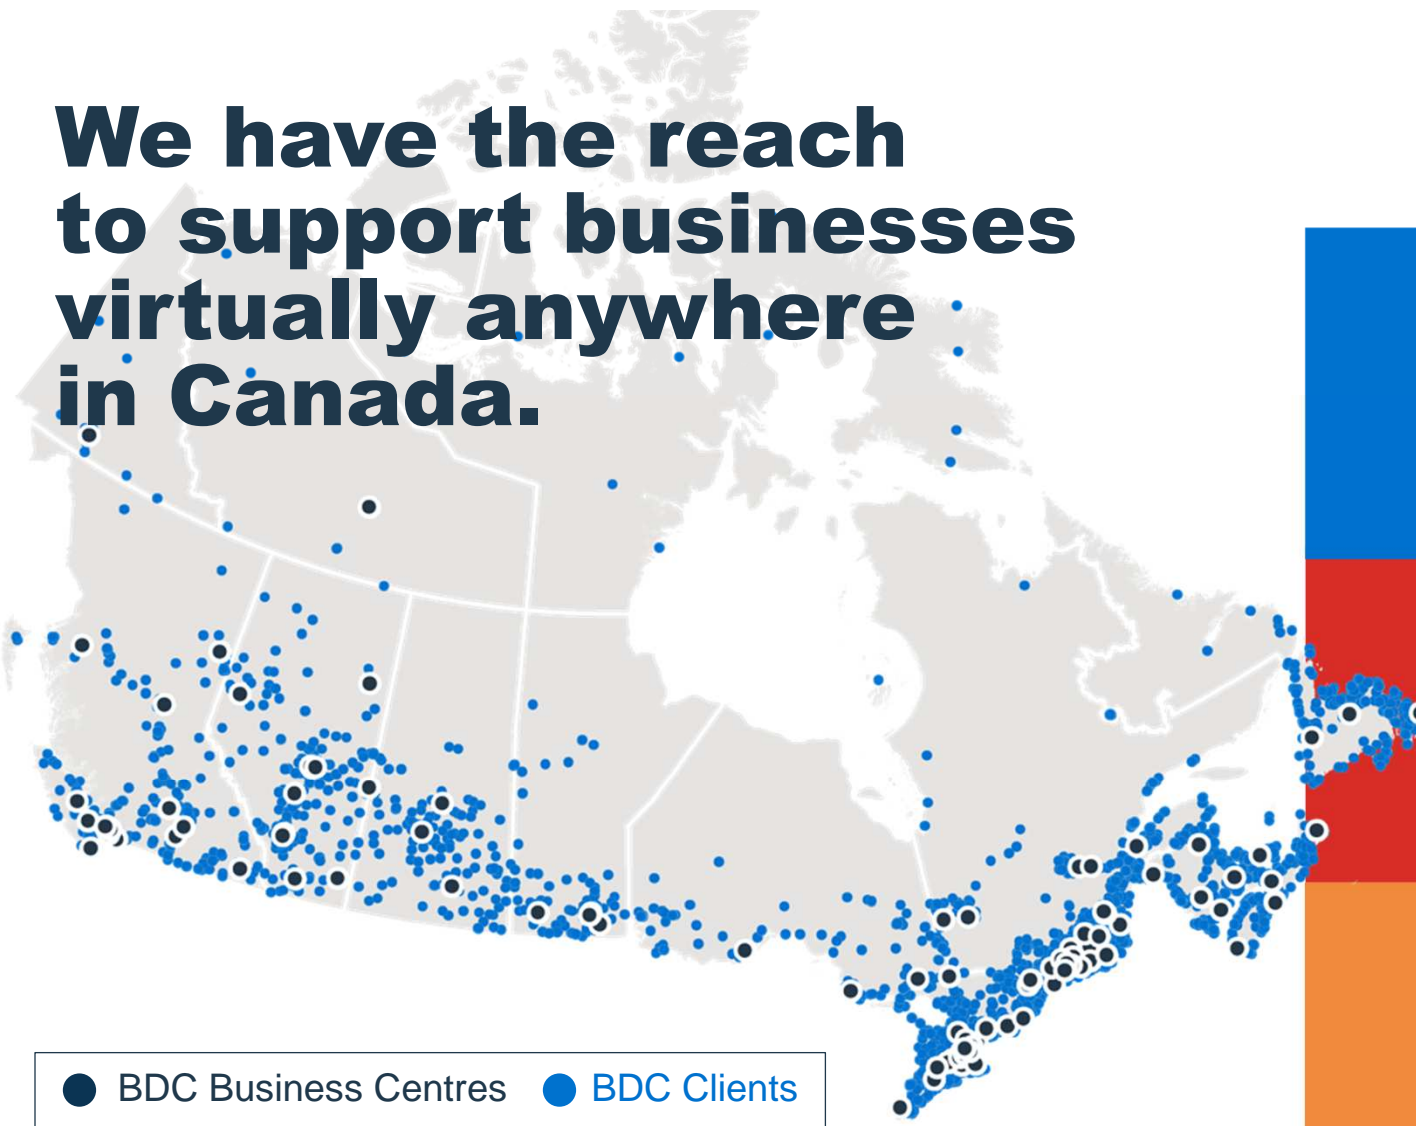 We have the reach
to support businesses
virtually anywhere
in Canada.
BDC Business Centres
BDC Clients